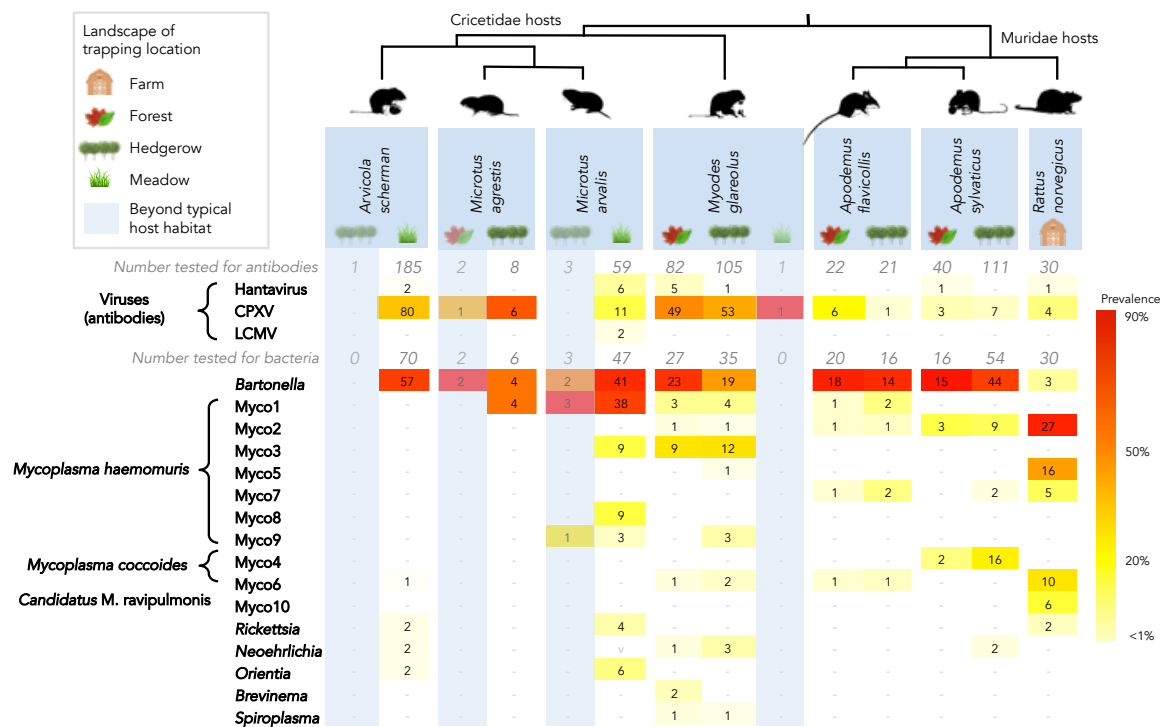 Cricetidae hosts
Muridae hosts
Landscape of
trapping location
Farm
Forest
Hedgerow
Meadow
Beyond typical
host habitat
Arvicola
scherman
Microtus
agrestis
Microtus
arvalis
Myodes
glareolus
Apodemus
flavicollis
Apodemus
sylvaticus
Rattus
norvegicus
Number tested for antibodies 1 185 2 8 3 59 82 105 1 22 21 40 111 30
Viruses
(antibodies)
Hantavirus - 2 - - - 6 5 1 - - - 1 - 1
CPXV - 80 1 6 - 11 49 53 1 6 1 3 7 4
LCMV - - - - - 2 - - - - - - - -
Number tested for bacteria 0 70 2 6 3 47 27 35 0 20 16 16 54 30
Bartonella - 57 2 4 2 41 23 19 - 18 14 15 44 3
Mycoplasma haemomuris
Myco1 - - - 4 3 38 3 4 - 1 2 - - -
Myco2 - - - - - - 1 1 - 1 1 3 9 27
Myco3 - - - - - 9 9 12 - - - - - -
Myco5 - - - - - - - 1 - - - - - 16
Myco7 - - - - - - - - - 1 2 - 2 5
Myco8 - - - - - 9 - - - - - - - -
Myco9 - - - - 1 3 - 3 - - - - - -
Mycoplasma coccoides
Myco4 - - - - - - - - - - - 2 16 -
Myco6 - 1 - - - - 1 2 - 1 1 - - 10
Candidatus M. ravipulmonis
Myco10 - - - - - - - - - - - - - 6
Rickettsia - 2 - - - 4 - - - - - - - 2
Neoehrlichia - 2 - - - v 1 3 - - - - 2 -
Orientia - 2 - - - 6 - - - - - - - -
Brevinema - - - - - - 2 - - - - - - -
Spiroplasma - - - - - - 1 1 - - - - - -
Prevalence
90%
50%
20%
<1%